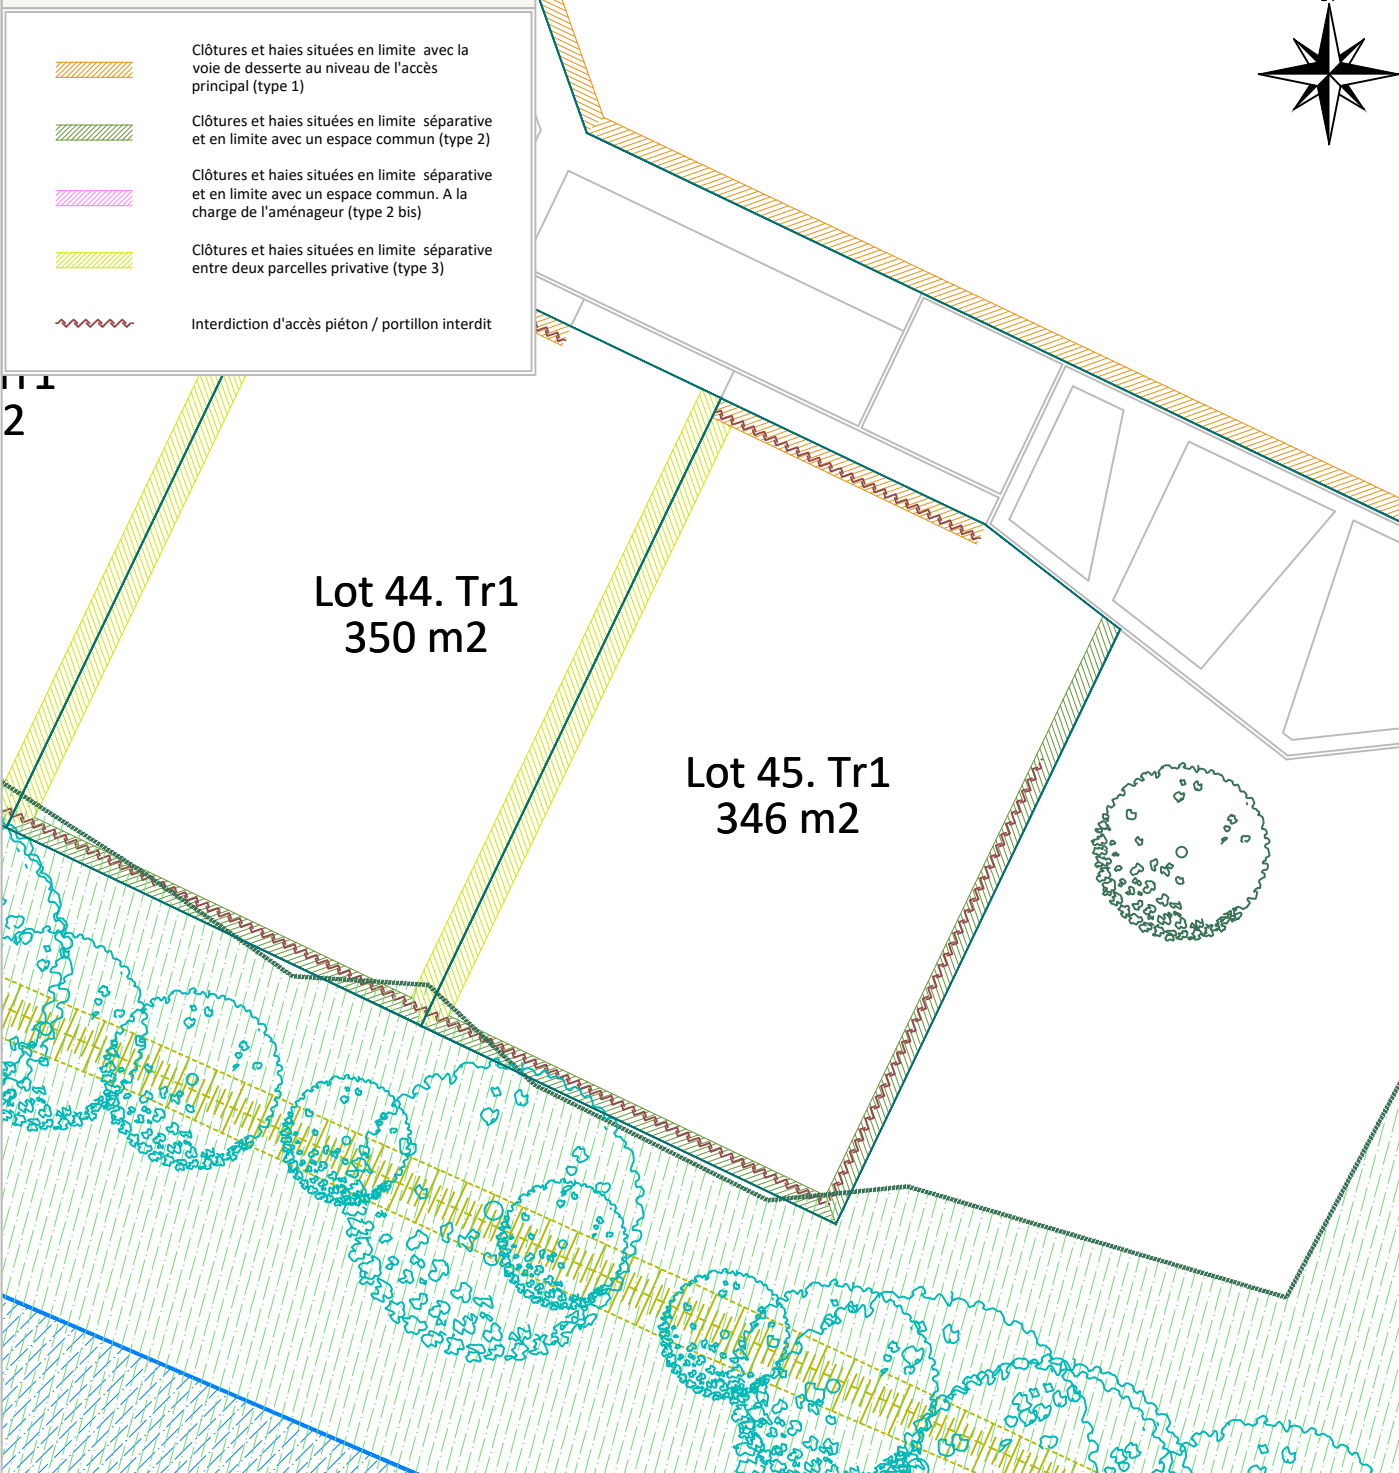 Clôtures et haies situées en limite avec la
voie de desserte au niveau de l'accès
principal (type 1)
Clôtures et haies situées en limite séparative
et en limite avec un espace commun (type 2)
Clôtures et haies situées en limite séparative
et en limite avec un espace commun. A la
charge de l'aménageur (type 2 bis)
Clôtures et haies situées en limite séparative
entre deux parcelles privative (type 3)
Interdiction d'accès piéton / portillon interdit
2
Lot 44. Tr1
350 m2
Lot 45. Tr1
346 m2